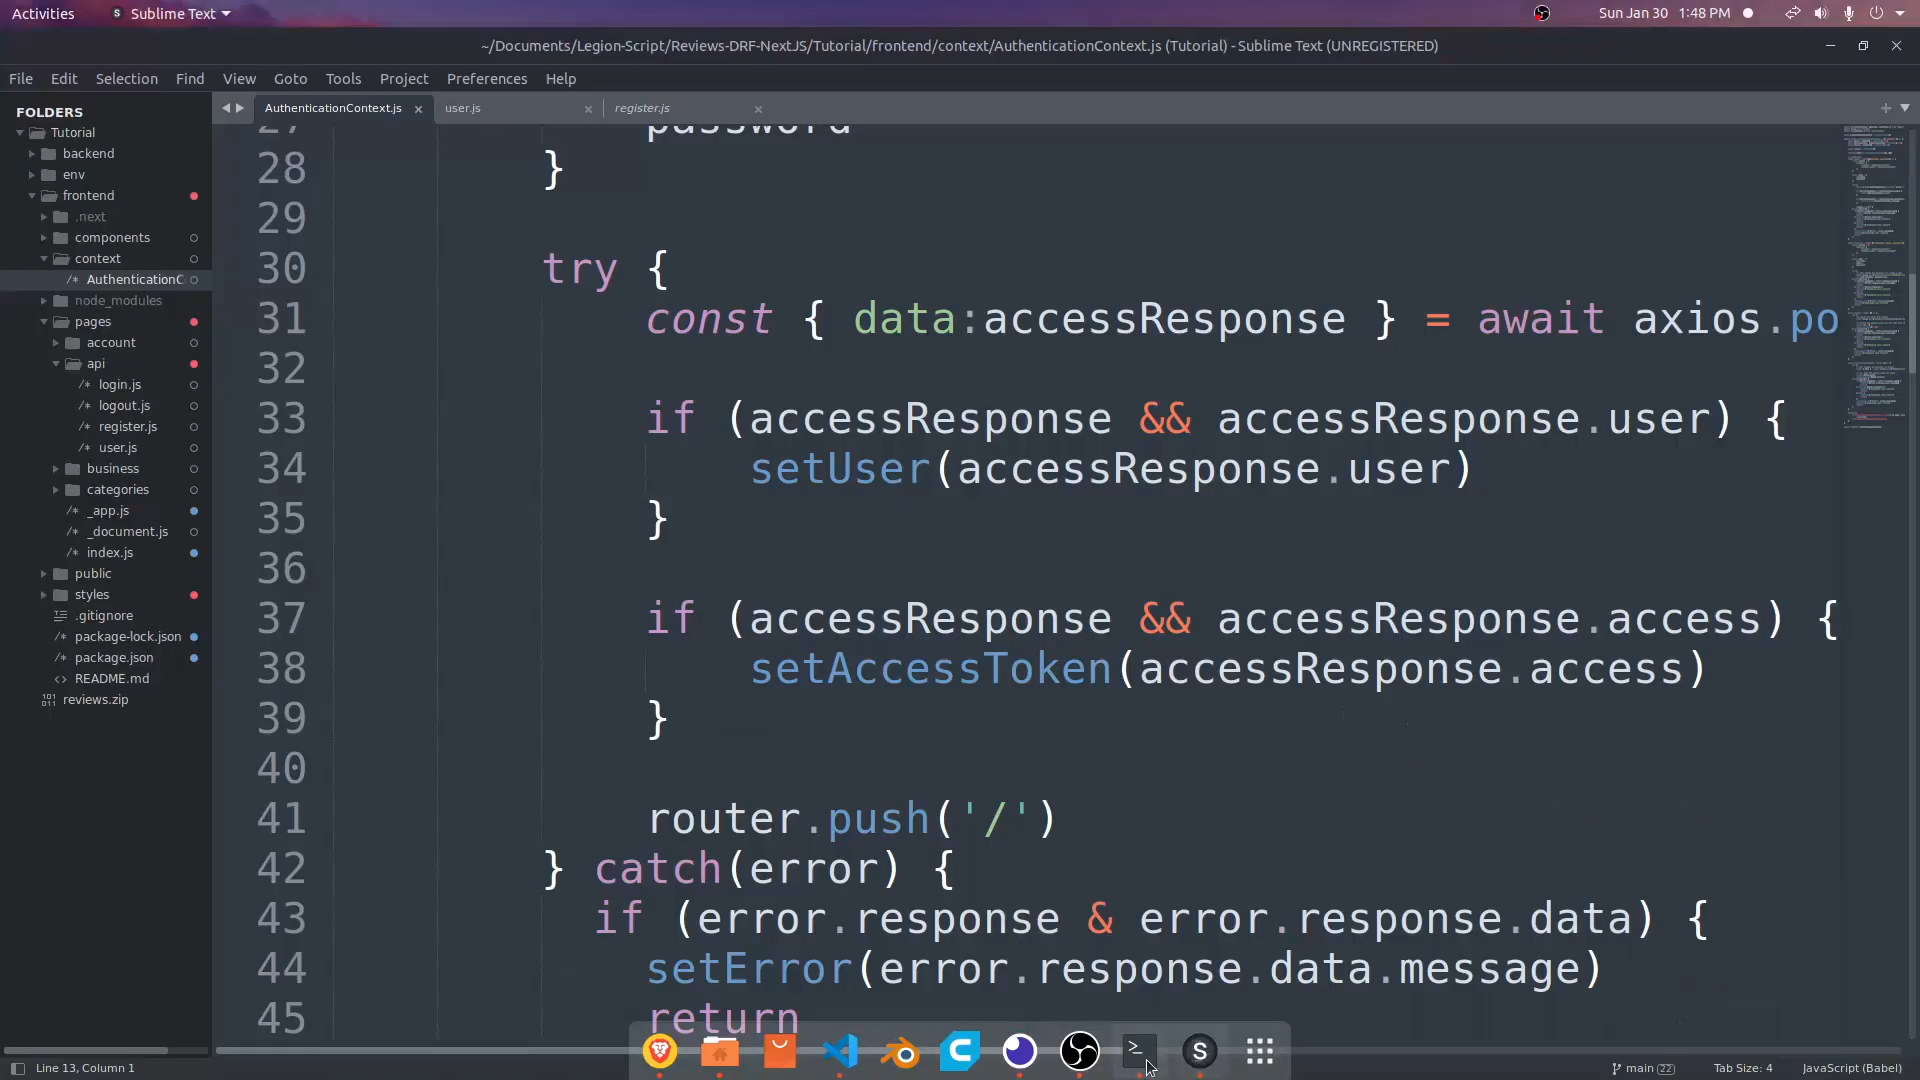 Activities
Sublime Text
Sun Jan 30 1:48 PM
~/Documents/Legion-Script/Reviews-DRF-NextJS/Tutorial/frontend/context/AuthenticationContext.js (Tutorial) - Sublime Text (UNREGISTERED)
File Edit Selection Find View Goto Tools Project Preferences Help
FOLDERS
Tutorial
backend
env
frontend
.next
components
context
/* AuthenticationC
node_modules
pages
account
api
/* login.js
/* logout.js
/* register.js
/* user.js
business
categories
/* _app.js
/* _document.js
/* index.js
public
styles
.gitignore
/* package-lock.json
/* package.json
<> README.md
reviews.zip
AuthenticationContext.js × user.js × register.js ×
27 password
28 }
29
30 try {
31 const { data:accessResponse } = await axios.po
32
33 if (accessResponse && accessResponse.user) {
34 setUser(accessResponse.user)
35 }
36
37 if (accessResponse && accessResponse.access) {
38 setAccessToken(accessResponse.access)
39 }
40
41 router.push('/')
42 } catch(error) {
43 if (error.response & error.response.data) {
44 setError(error.response.data.message)
45 return
Line 13, Column 1
main 22
Tab Size: 4
JavaScript (Babel)